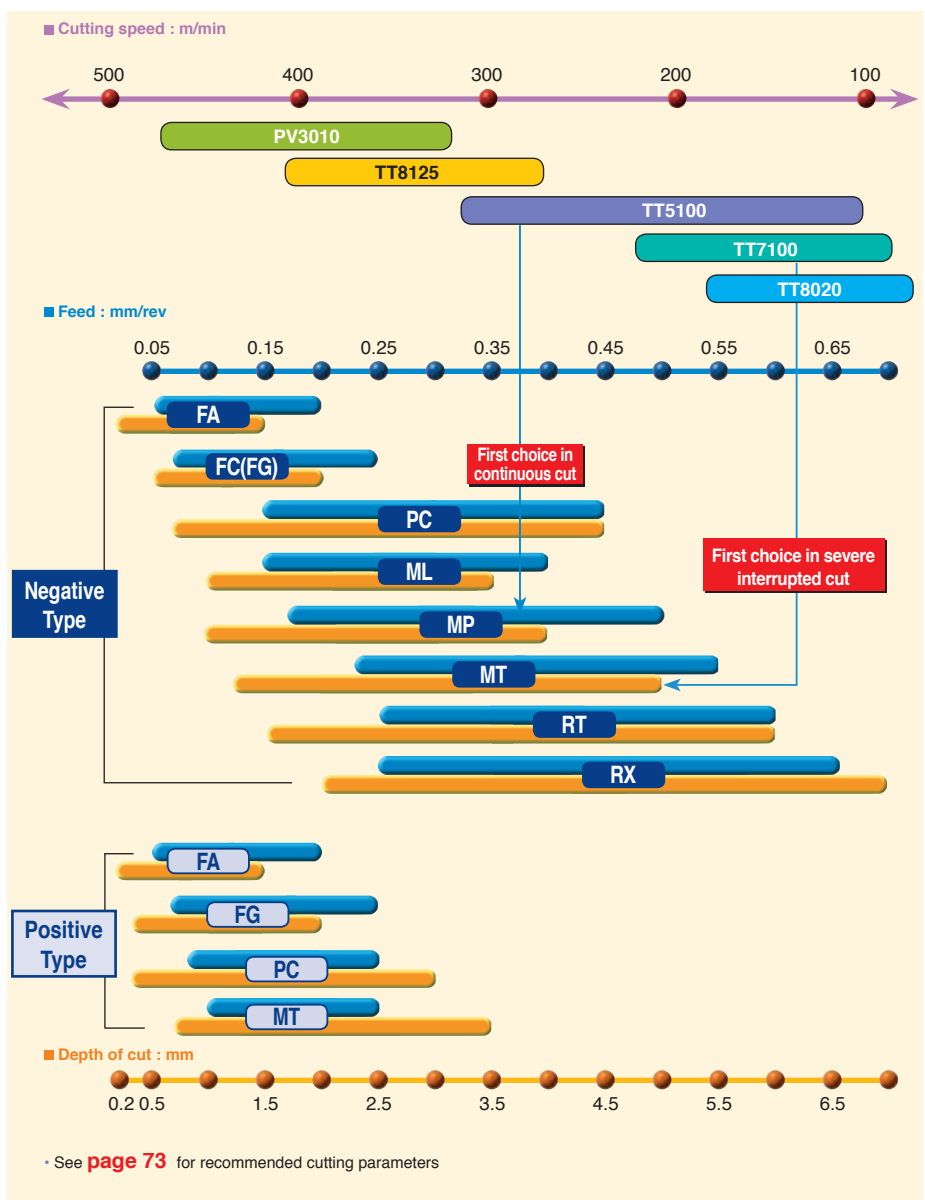 Cutting speed : m/min
500 400 300 200 100
PV3010
TT8125
TT5100
TT7100
TT8020
Feed : mm/rev
0.05 0.15 0.25 0.35 0.45 0.55 0.65
FA
FC(FG)
First choice in
continuous cut
PC
First choice in severe
interrupted cut
ML
Negative
Type
MP
MT
RT
RX
FA
FG
Positive
Type
PC
MT
Depth of cut : mm
0.2 0.5 1.5 2.5 3.5 4.5 5.5 6.5
• See page 73 for recommended cutting parameters